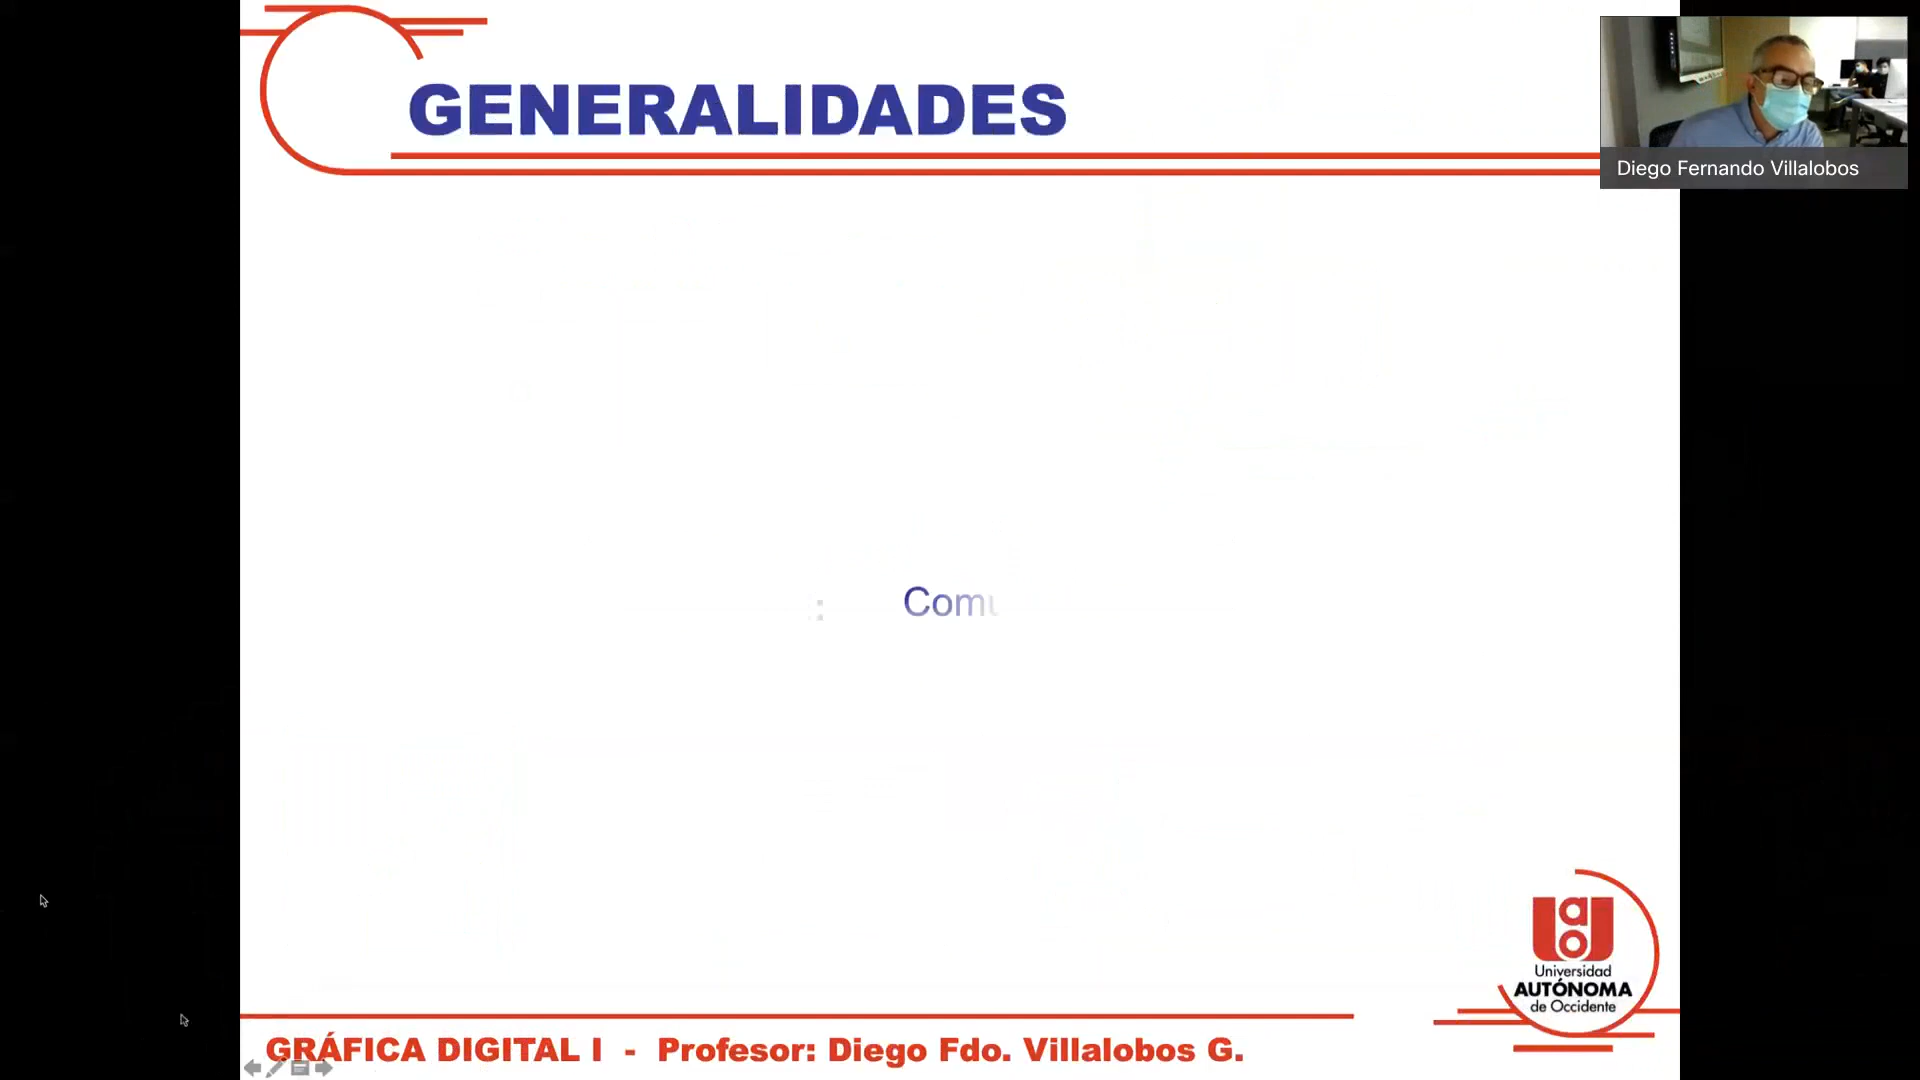 GENERALIDADES
Diego Fernando Villalobos
:
Com
Universidad
AUTÓNOMA
de Occidente
GRÁFICA DIGITAL I - Profesor: Diego Fdo. Villalobos G.